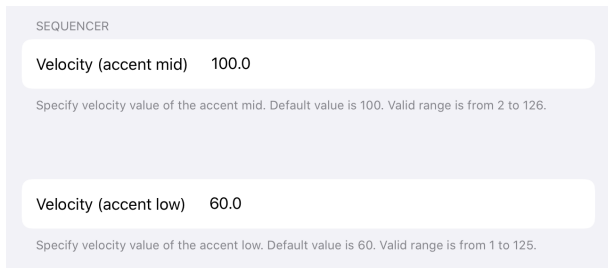 SEQUENCER
Velocity (accent mid) 100.0
Specify velocity value of the accent mid. Default value is 100. Valid range is from 2 to 126.
Velocity (accent low) 60.0
Specify velocity value of the accent low. Default value is 60. Valid range is from 1 to 125.